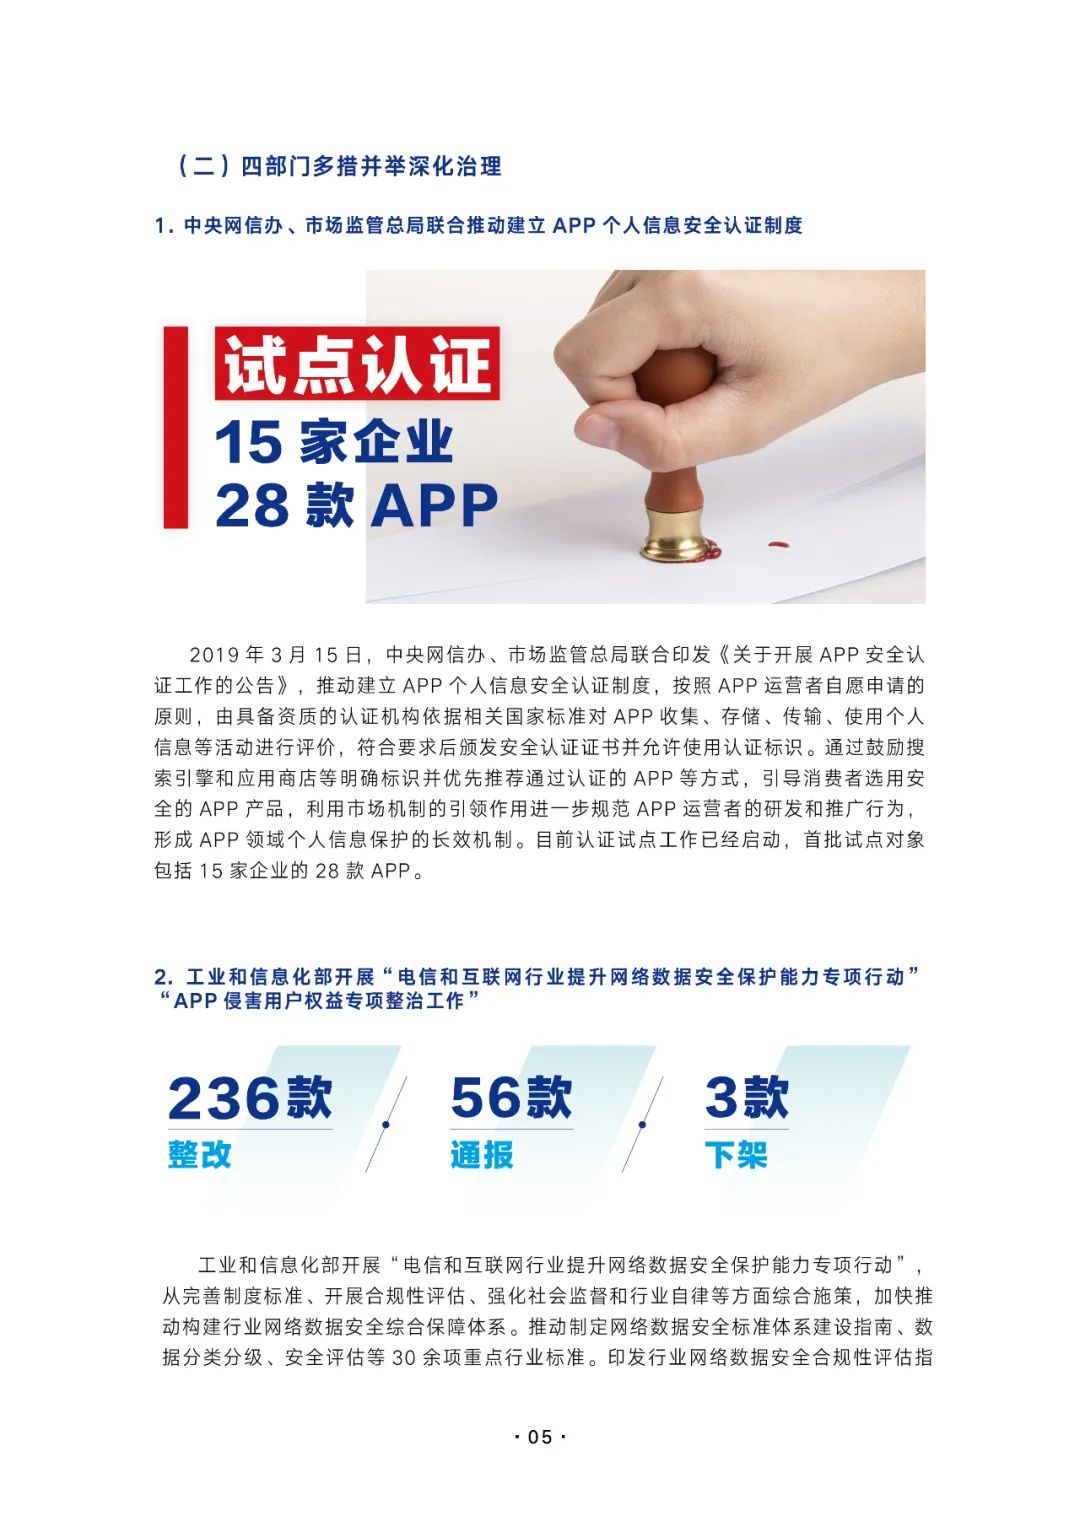 （二）四部门多措并举深化治理
1. 中央网信办、市场监管总局联合推动建立 APP 个人信息安全认证制度
试点认证
15 家企业
28 款 APP
2019 年 3 月 15 日，中央网信办、市场监管总局联合印发《关于开展 APP 安全认
证工作的公告》，推动建立 APP 个人信息安全认证制度，按照 APP 运营者自愿申请的
原则，由具备资质的认证机构依据相关国家标准对 APP 收集、存储、传输、使用个人
信息等活动进行评价，符合要求后颁发安全认证证书并允许使用认证标识。通过鼓励搜
索引擎和应用商店等明确标识并优先推荐通过认证的 APP 等方式，引导消费者选用安
全的 APP 产品，利用市场机制的引领作用进一步规范 APP 运营者的研发和推广行为，
形成 APP 领域个人信息保护的长效机制。目前认证试点工作已经启动，首批试点对象
包括 15 家企业的 28 款 APP。
2. 工业和信息化部开展“电信和互联网行业提升网络数据安全保护能力专项行动”
“APP 侵害用户权益专项整治工作”
236款
整改
56款
通报
3款
下架
工业和信息化部开展“电信和互联网行业提升网络数据安全保护能力专项行动”，
从完善制度标准、开展合规性评估、强化社会监督和行业自律等方面综合施策，加快推
动构建行业网络数据安全综合保障体系。推动制定网络数据安全标准体系建设指南、数
据分类分级、安全评估等 30 余项重点行业标准。印发行业网络数据安全合规性评估指
· 05 ·